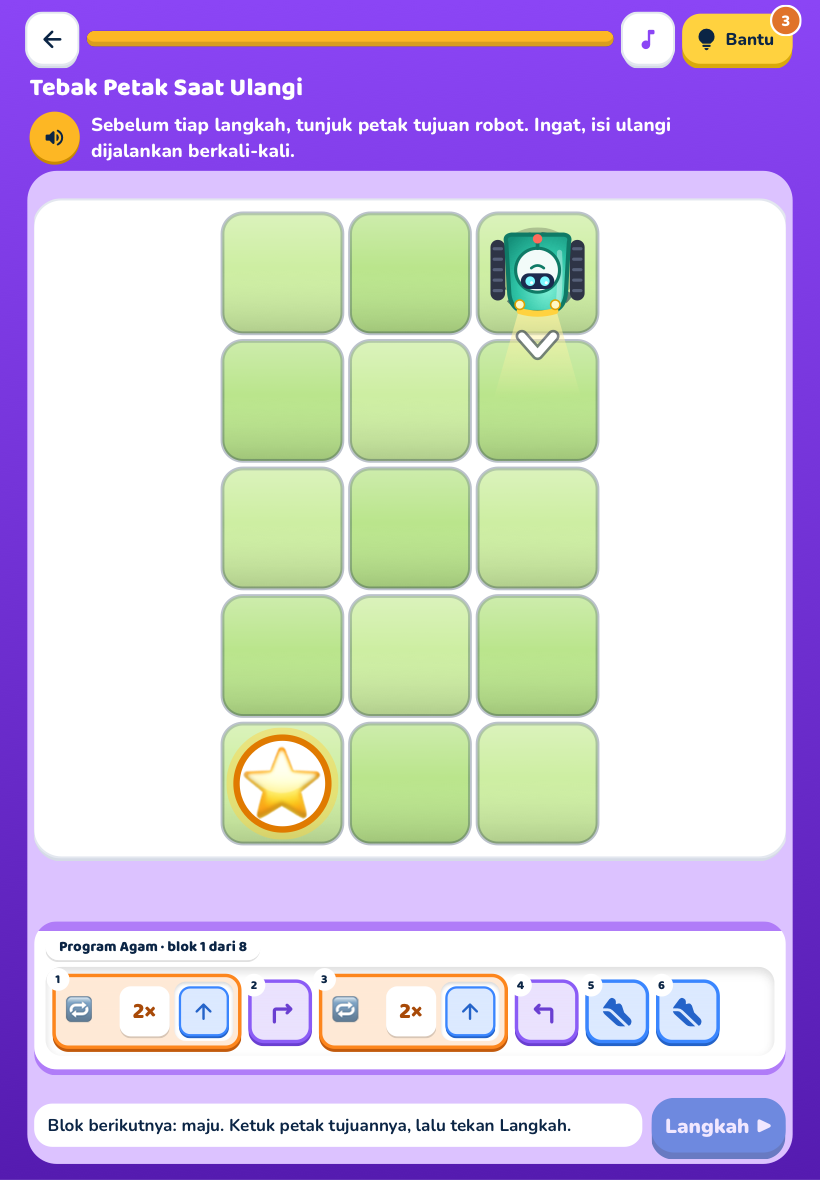 3
Bantu
Tebak Petak Saat Ulangi
Sebelum tiap langkah, tunjuk petak tujuan robot. Ingat, isi ulangi
dijalankan berkali-kali.
Program Agam · blok 1 dari 8
1 2 3 4 5 6
2× 2×
Blok berikutnya: maju. Ketuk petak tujuannya, lalu tekan Langkah.
Langkah